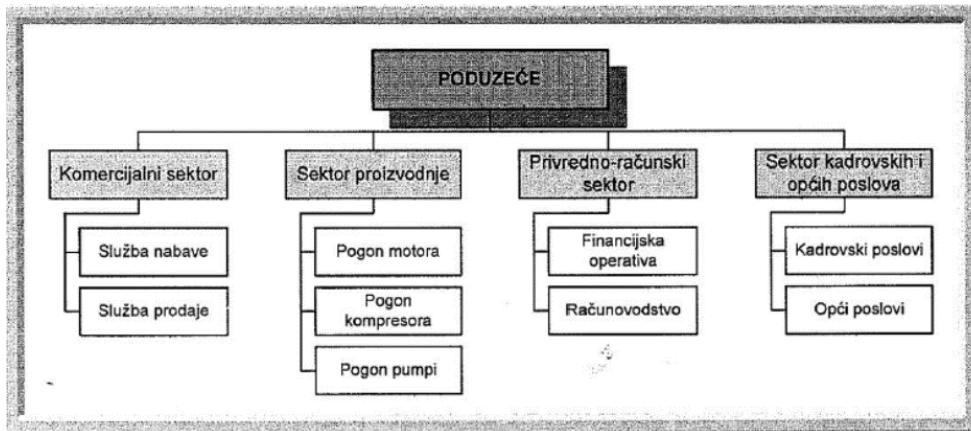 PODUZEĆE
Komercijalni sektor
Služba nabave
Služba prodaje
Sektor proizvodnje
Pogon motora
Pogon
kompresora
Pogon pumpi
Privredno-računski
sektor
Financijska
operativa
Računovodstvo
Sektor kadrovskih i
općih poslova
Kadrovski poslovi
Opći poslovi